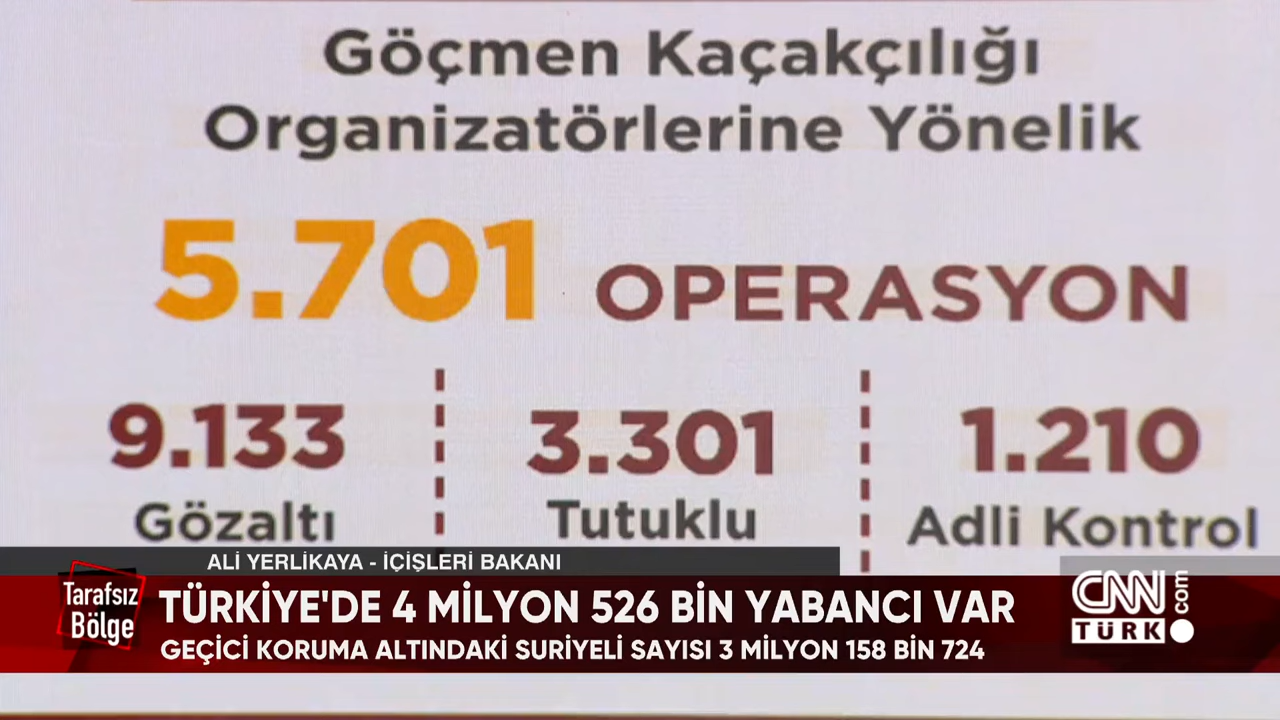 Göçmen Kaçakçılığı
Organizatörlerine Yönelik
5.701 OPERASYON
9.133
Gözaltı
3.301
Tutuklu
1.210
Adli Kontrol
ALİ YERLİKAYA - İÇİŞLERİ BAKANI
Tarafsız
Bölge
TÜRKİYE'DE 4 MİLYON 526 BİN YABANCI VAR
GEÇİCİ KORUMA ALTINDAKİ SURİYELİ SAYISI 3 MİLYON 158 BİN 724
CNN
TÜRK
.com